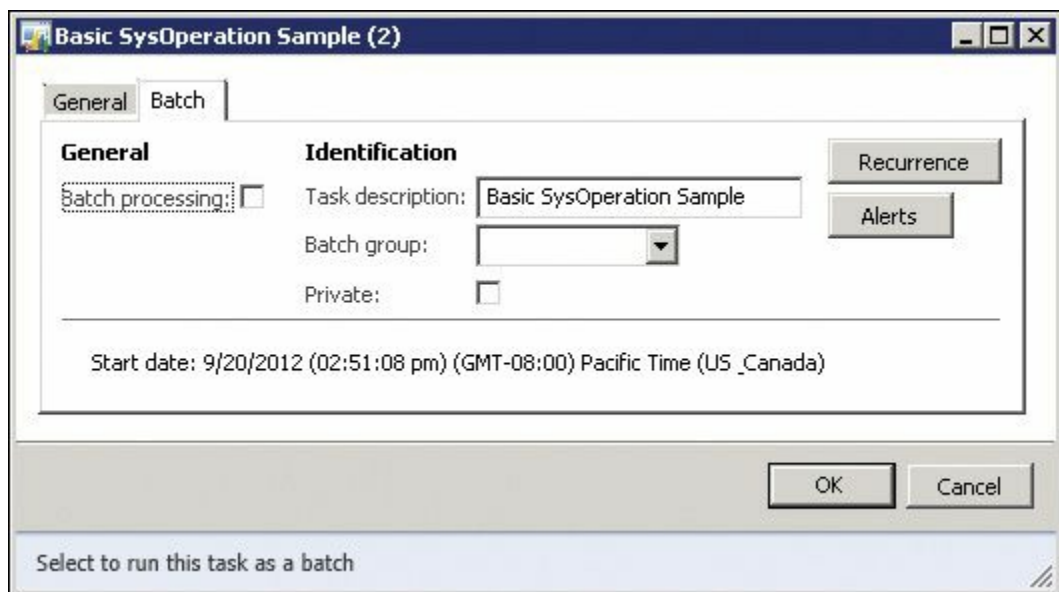 Basic SysOperation Sample (2)
General Batch
General Identification
Recurrence
Batch processing: Task description: Basic SysOperation Sample
Alerts
Batch group:
Private:
Start date: 9/20/2012 (02:51:08 pm) (GMT-08:00) Pacific Time (US _Canada)
OK Cancel
Select to run this task as a batch